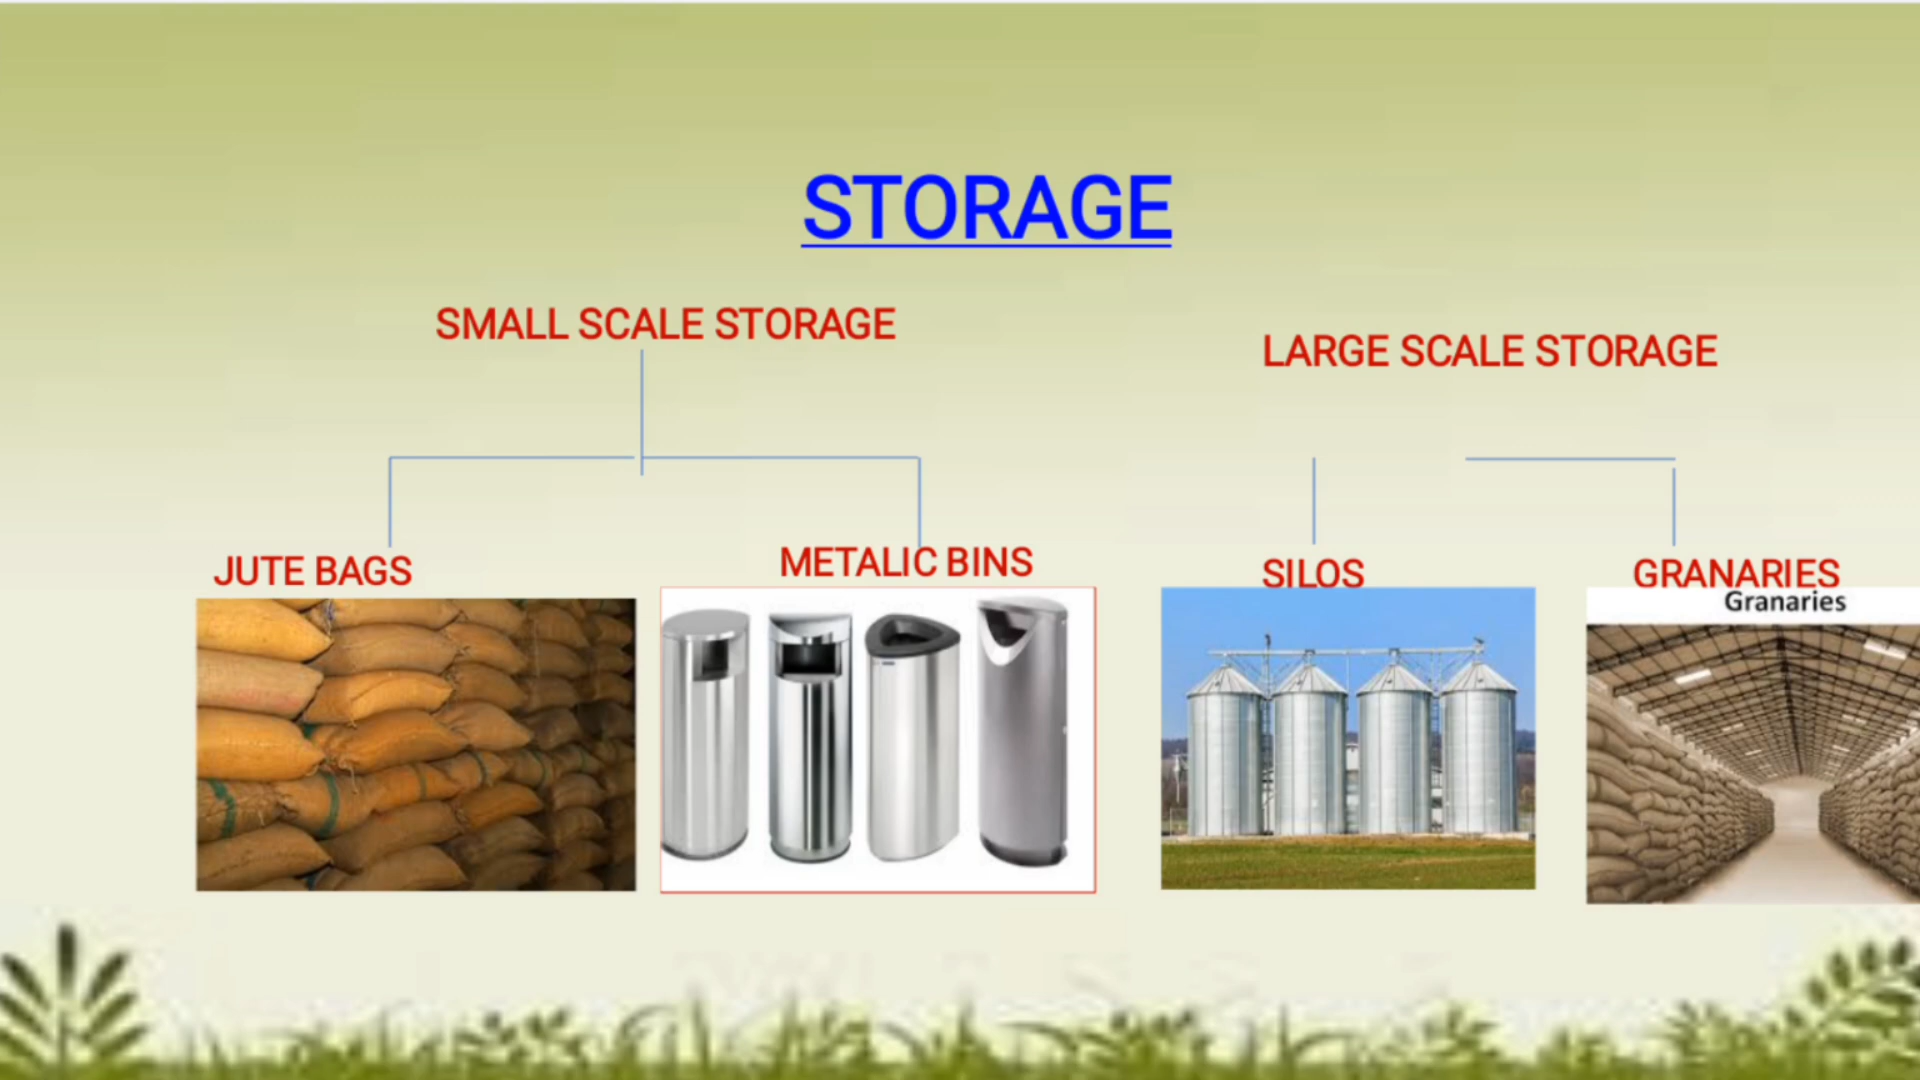 STORAGE
SMALL SCALE STORAGE
LARGE SCALE STORAGE
JUTE BAGS
METALIC BINS
SILOS
GRANARIES
Granaries